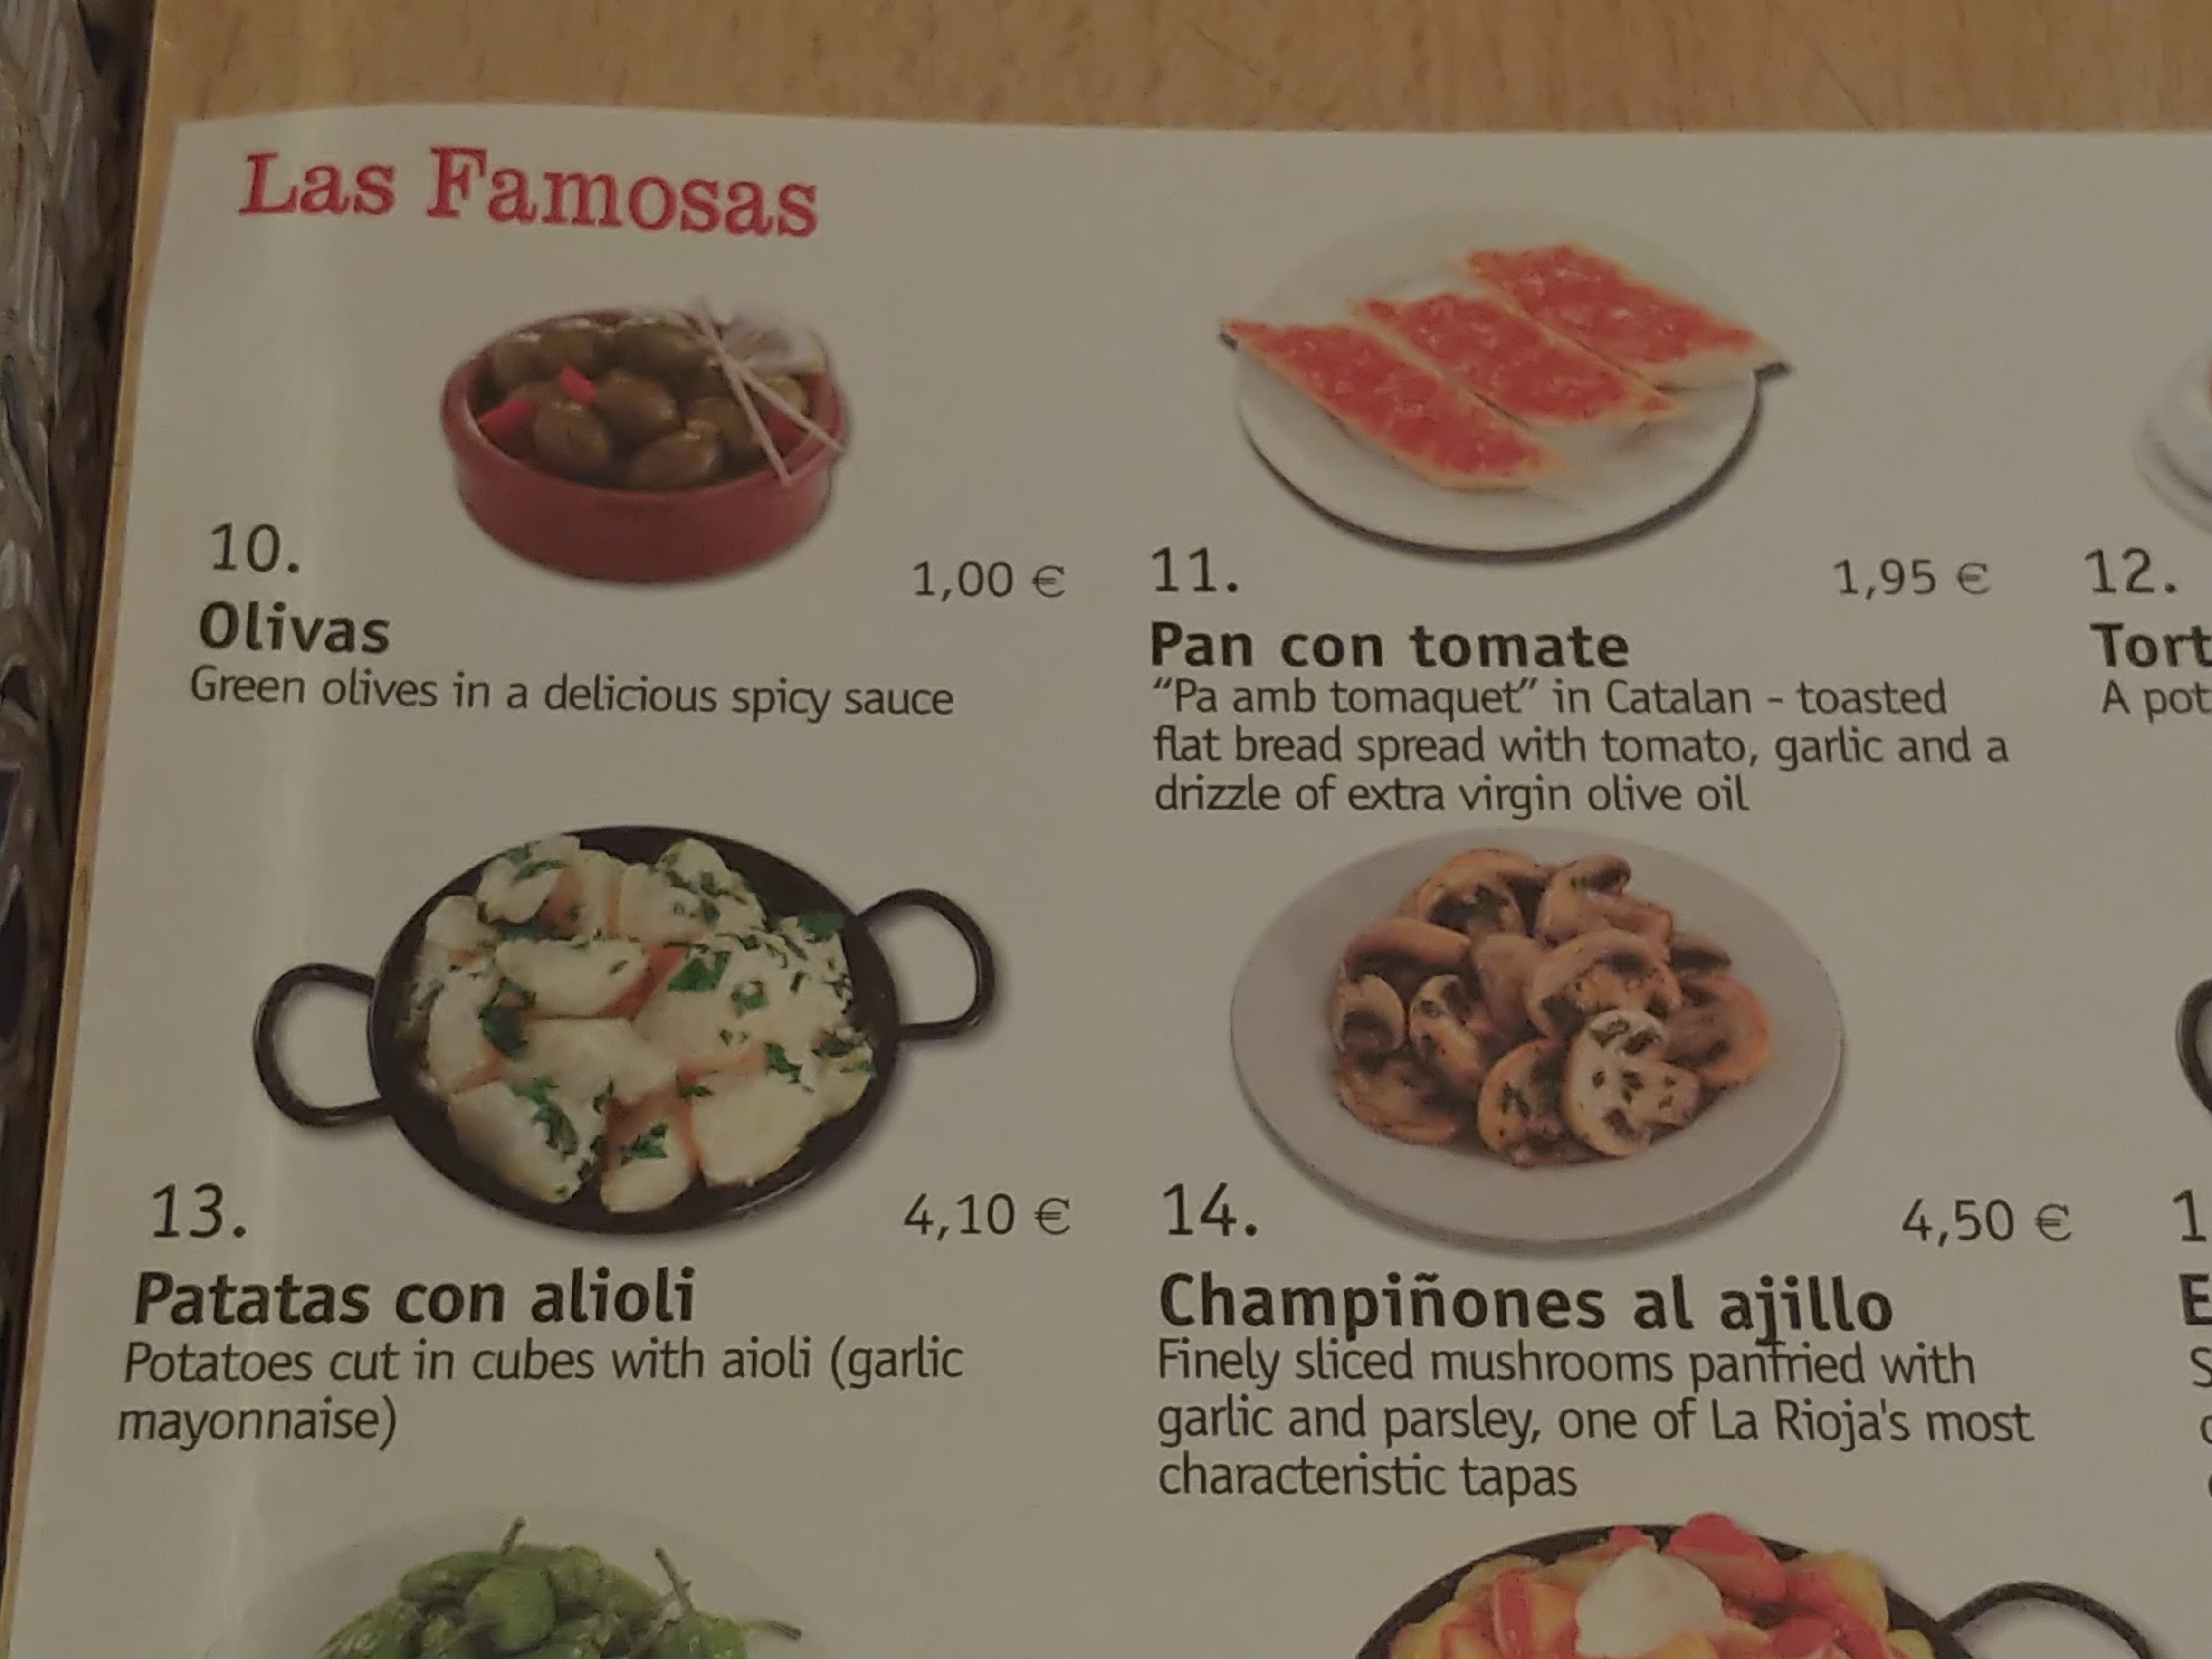 Las Famosas
10.
1,00 €
Olivas
Green olives in a delicious spicy sauce
11.
1,95 €
Pan con tomate
“Pa amb tomaquet” in Catalan - toasted
flat bread spread with tomato, garlic and a
drizzle of extra virgin olive oil
12.
A
13.
4,10 €
Patatas con alioli
Potatoes cut in cubes with aioli (garlic
mayonnaise)
14.
4,50 €
Champiñones al ajillo
Finely sliced mushrooms panfried with
garlic and parsley, one of La Rioja's most
characteristic tapas